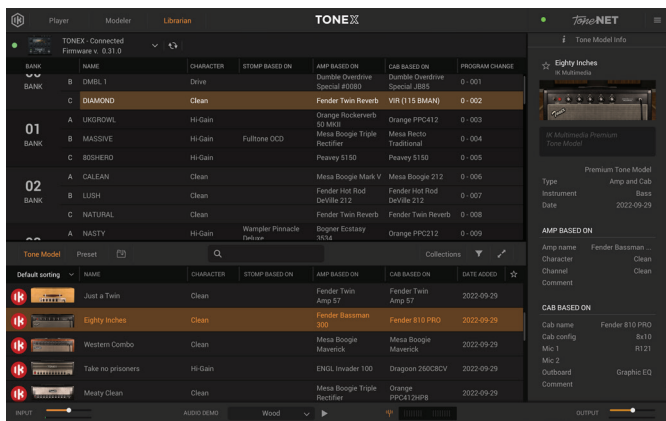 Player Modeler Librarian TONEX ToneNET
TONEX - Connected
Firmware v. 0.31.0
i Tone Model Info
BANK NAME CHARACTER STOMP BASED ON AMP BASED ON CAB BASED ON PROGRAM CHANGE
00
BANK
B DMBL 1 Drive Dumble Overdrive Special #0080 Dumble Overdrive Special JB85 0 - 001
C DIAMOND Clean Fender Twin Reverb VIR (115 BMAN) 0 - 002
01
BANK
A UKGROWL Hi-Gain Orange Rockerverb 50 MKII Orange PPC412 0 - 003
B MASSIVE Hi-Gain Fulltone OCD Mesa Boogie Triple Rectifier Mesa Recto Traditional 0 - 004
C 80SHERO Hi-Gain Peavey 5150 Peavey 5150 0 - 005
02
BANK
A CALEAN Clean Mesa Boogie Mark V Mesa Boogie 212 0 - 006
B LUSH Clean Fender Hot Rod DeVille 212 Fender Hot Rod DeVille 212 0 - 007
C NATURAL Clean Fender Twin Reverb Fender Twin Reverb 0 - 008
A NASTY Hi-Gain Wampler Pinnacle Deluxe Bogner Ecstasy 3534 Orange PPC212 0 - 009
Tone Model Preset Collections
Default sorting NAME CHARACTER STOMP BASED ON AMP BASED ON CAB BASED ON DATE ADDED
Just a Twin Clean Fender Twin Amp 57 Fender Twin Amp 57 2022-09-29
Eighty Inches Clean Fender Bassman 300 Fender 810 PRO 2022-09-29
Western Combo Clean Mesa Boogie Maverick Mesa Boogie Maverick 2022-09-29
Take no prisoners Hi-Gain ENGL Invader 100 Dragoon 260C8CV 2022-09-29
Meaty Clean Clean Mesa Boogie Triple Rectifier Orange PPC412HP8 2022-09-29
INPUT AUDIO DEMO Wood OUTPUT
Eighty Inches
IK Multimedia
IK Multimedia Premium
Tone Model
Premium Tone Model
Type Amp and Cab
Instrument Bass
Date 2022-09-29
AMP BASED ON
Amp name Fender Bassman ...
Character Clean
Channel Clean
Comment
CAB BASED ON
Cab name Fender 810 PRO
Cab config 8x10
Mic 1 R121
Mic 2
Outboard Graphic EQ
Comment